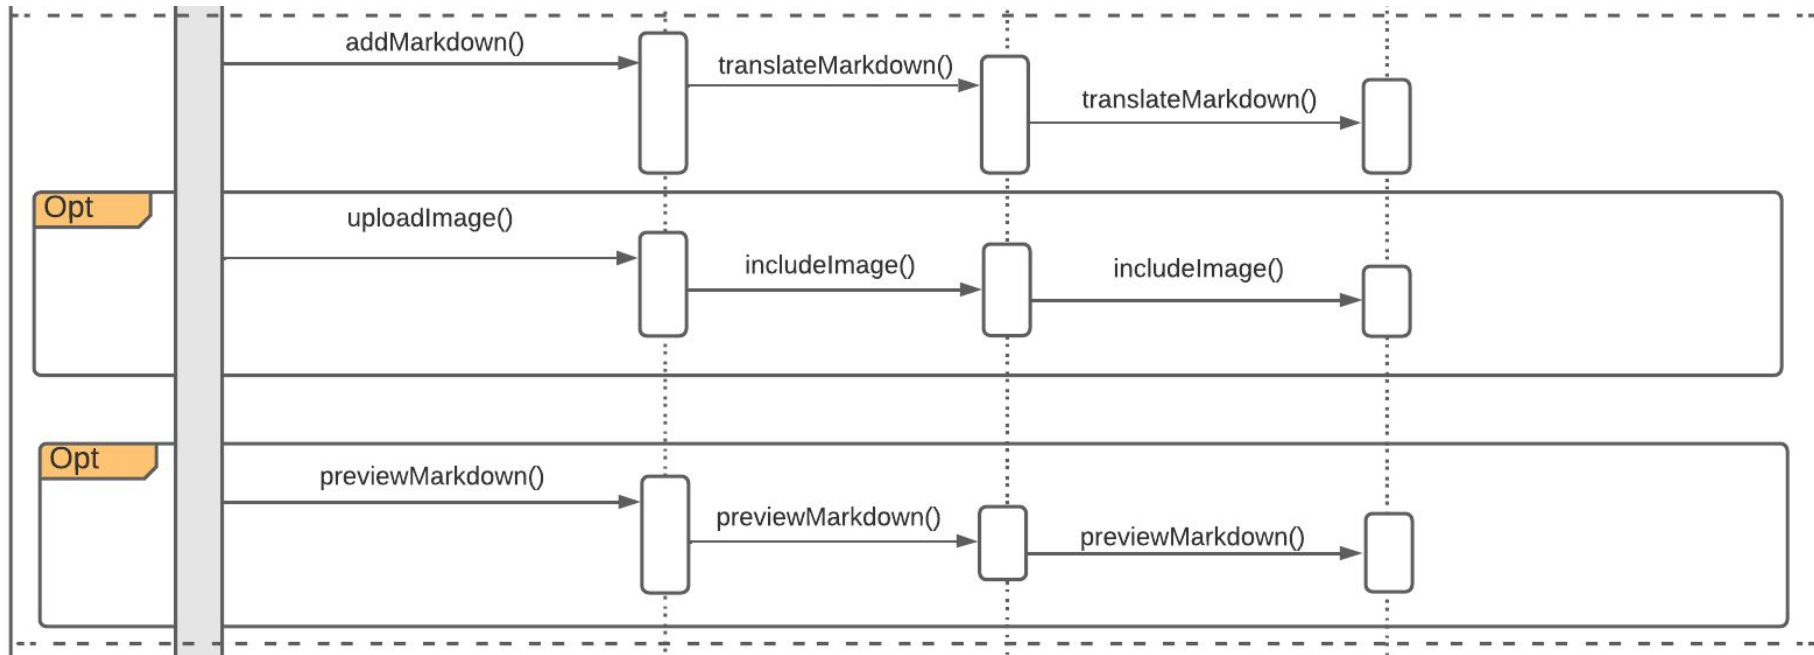 addMarkdown()
translateMarkdown()
translateMarkdown()
Opt
uploadImage()
includeImage()
includeImage()
Opt
previewMarkdown()
previewMarkdown()
previewMarkdown()